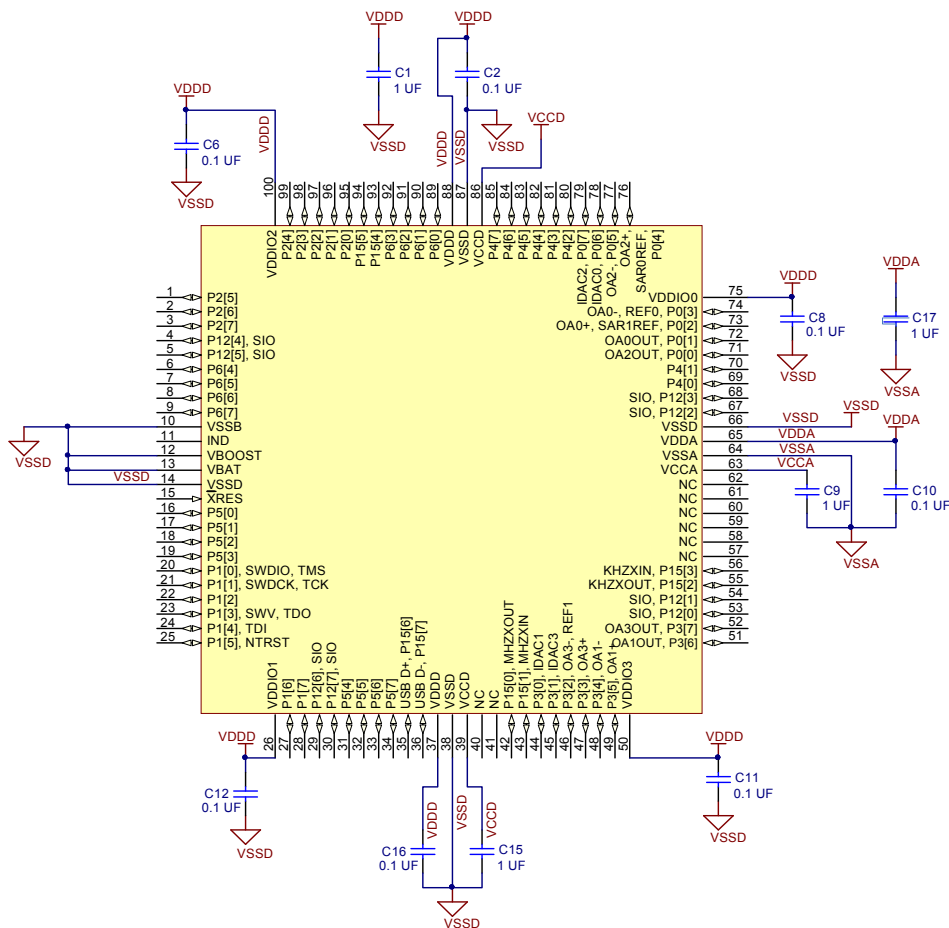 VDDD
VDDD
C1
1 UF
VSSD
C2
0.1 UF
VSSD
VDDD
C6
0.1 UF
VSSD
VDDD
VDDD
VSSD
VCCD
100
99
98
97
96
95
94
93
92
91
90
89
88
87
86
85
84
83
82
81
80
79
78
77
76
VDDIO2
P2[4]
P2[3]
P2[2]
P2[1]
P2[0]
P15[5]
P15[4]
P6[3]
P6[2]
P6[1]
P6[0]
VDDD
VSSD
VCCD
P4[7]
P4[6]
P4[5]
P4[4]
P4[3]
P4[2]
IDAC2, P0[7]
IDAC0, P0[6]
OA2-, P0[5]
OA2+,
SAR0REF,
P0[4]
1 P2[5]
2 P2[6]
3 P2[7]
4 P12[4], SIO
5 P12[5], SIO
6 P6[4]
7 P6[5]
8 P6[6]
9 P6[7]
10 VSSB
11 IND
12 VBOOST
13 VBAT
14 VSSD
15 XRES
16 P5[0]
17 P5[1]
18 P5[2]
19 P5[3]
20 P1[0], SWDIO, TMS
21 P1[1], SWDCK, TCK
22 P1[2]
23 P1[3], SWV, TDO
24 P1[4], TDI
25 P1[5], NTRST
VSSD
VSSD
VDDIO0 75
OA0-, REF0, P0[3] 74
OA0+, SAR1REF, P0[2] 73
OA0OUT, P0[1] 72
OA2OUT, P0[0] 71
P4[1] 70
P4[0] 69
SIO, P12[3] 68
SIO, P12[2] 67
VSSD 66
VDDA 65
VSSA 64
VCCA 63
NC 62
NC 61
NC 60
NC 59
NC 58
NC 57
KHZXIN, P15[3] 56
KHZXOUT, P15[2] 55
SIO, P12[1] 54
SIO, P12[0] 53
OA3OUT, P3[7] 52
OA1OUT, P3[6] 51
VDDD
C8
0.1 UF
VSSD
VDDA
C17
1 UF
VSSA
VSSD
VSSD
VDDA
VDDA
VSSA
VCCA
C9
1 UF
C10
0.1 UF
VSSA
VDDIO1
P1[6]
P1[7]
P12[6], SIO
P12[7], SIO
P5[4]
P5[5]
P5[6]
P5[7]
USB D+, P15[6]
USB D-, P15[7]
VDDD
VSSD
VCCD
NC
NC
P15[0], MHZXOUT
P15[1], MHZXIN
P3[0], IDAC1
P3[1], IDAC3
P3[2], OA3-, REF1
P3[3], OA3+
P3[4], OA1-
P3[5], OA1+
VDDIO3
26
27
28
29
30
31
32
33
34
35
36
37
38
39
40
41
42
43
44
45
46
47
48
49
50
VDDD
C12
0.1 UF
VSSD
VDDD
VSSD
VCCD
C16
0.1 UF
C15
1 UF
VSSD
VDDD
C11
0.1 UF
VSSD